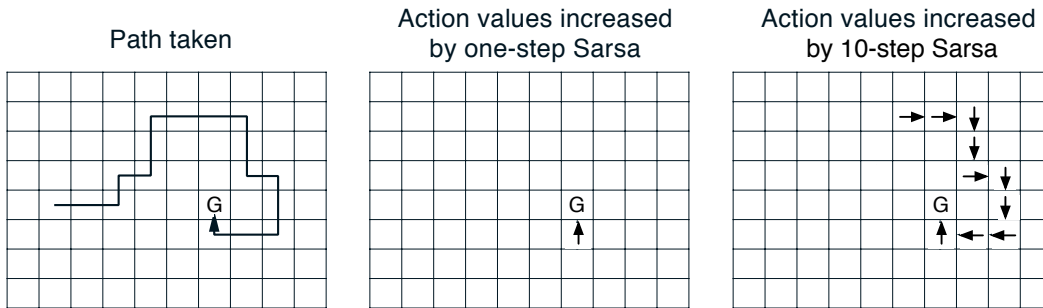 Path taken
Action values increased
by one-step Sarsa
Action values increased
by 10-step Sarsa
G
G
G